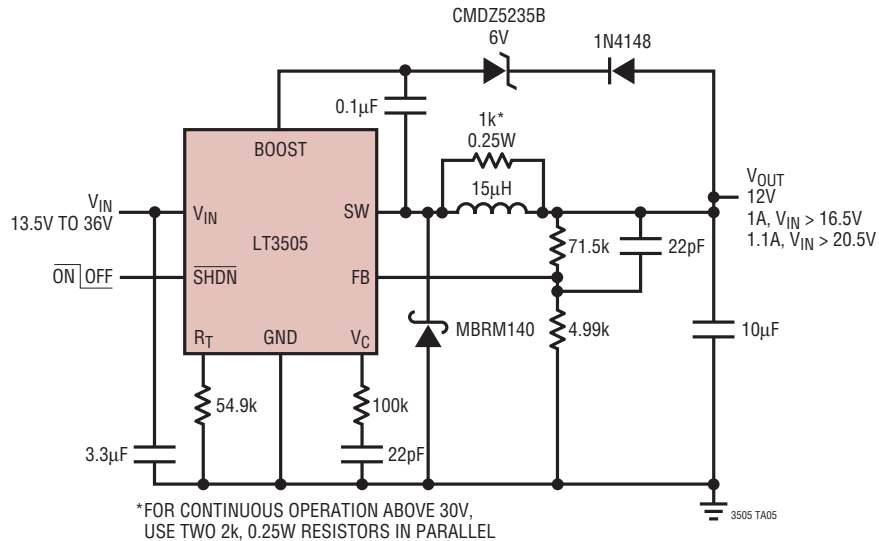 CMDZ5235B
6V
1N4148
0.1µF
1k*
0.25W
BOOST
15µH
V_IN
13.5V TO 36V
V_IN
SW
V_OUT
12V
1A, V_IN > 16.5V
1.1A, V_IN > 20.5V
LT3505
71.5k
22pF
ON OFF
SHDN
FB
MBRM140
4.99k
10µF
R_T
GND
V_C
54.9k
100k
3.3µF
22pF
*FOR CONTINUOUS OPERATION ABOVE 30V,
USE TWO 2k, 0.25W RESISTORS IN PARALLEL
3505 TA05